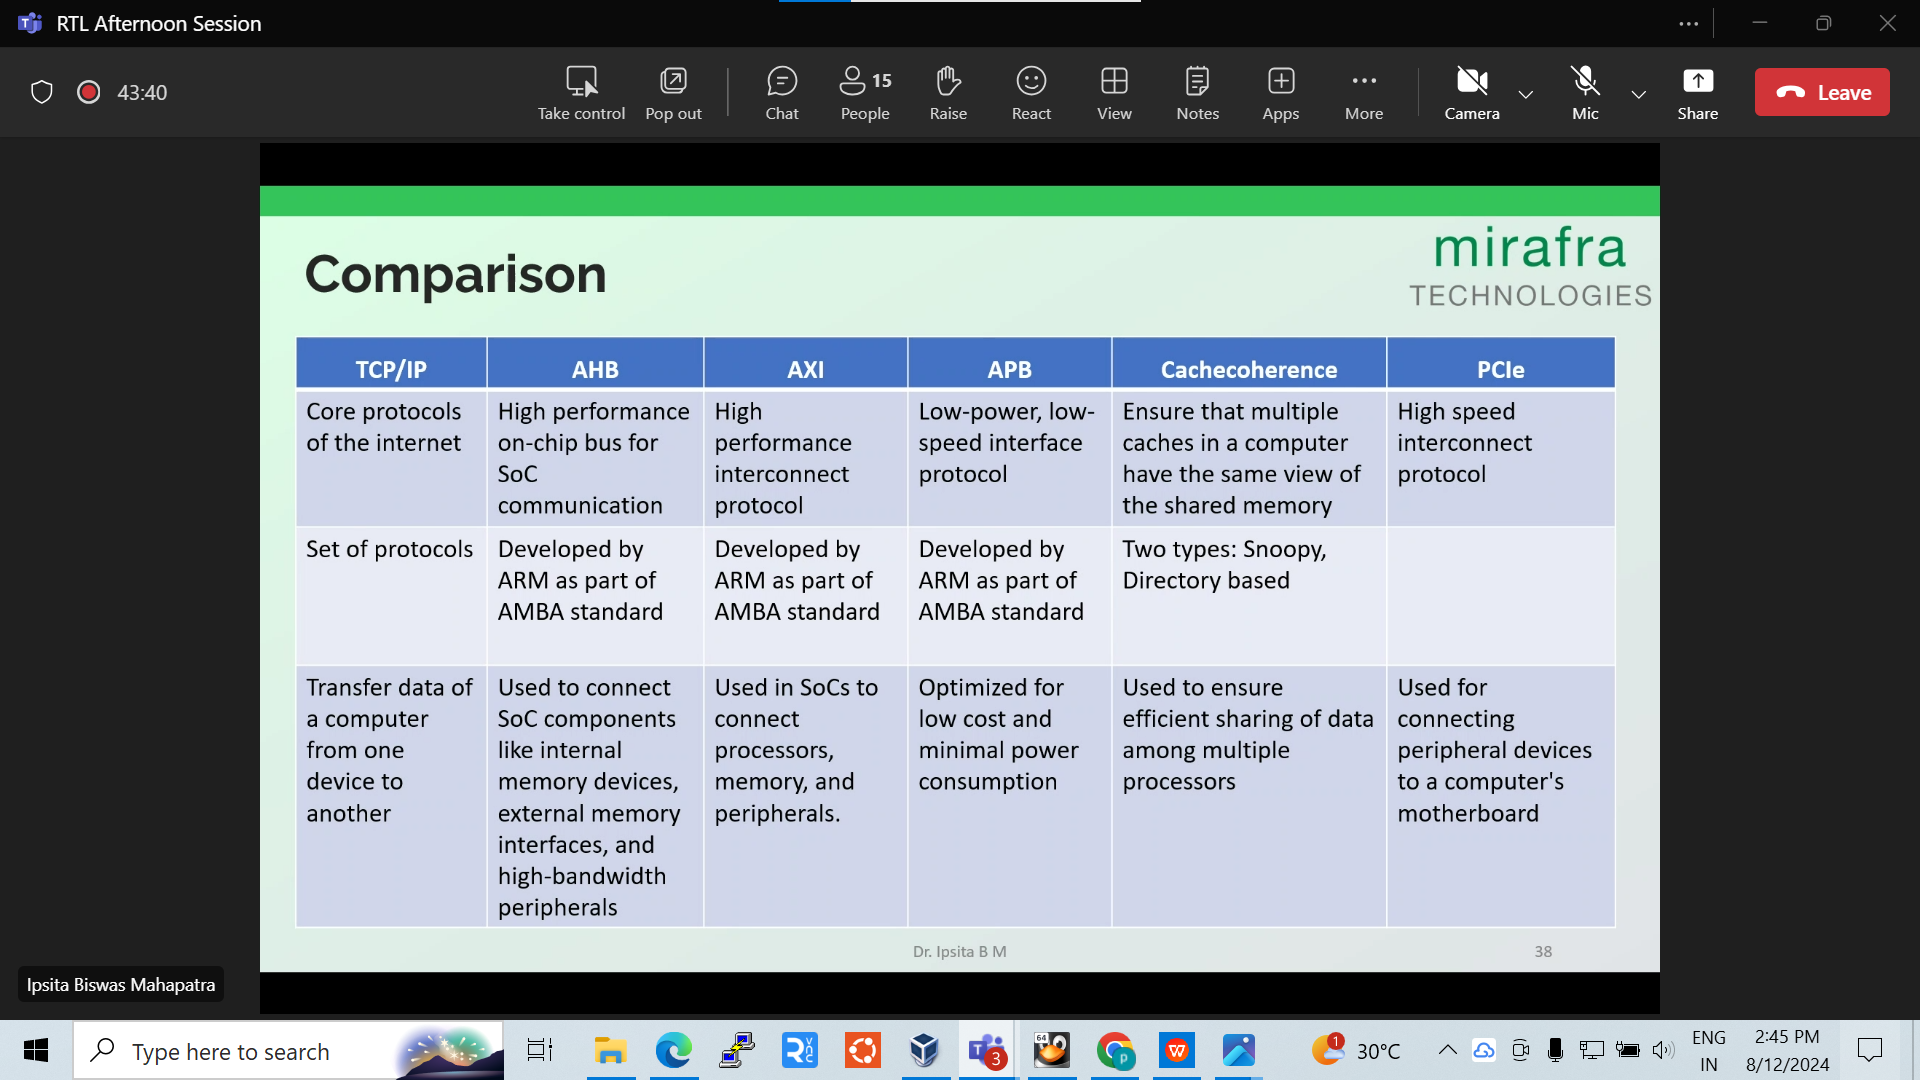 RTL Afternoon Session
43:40
Take control
Pop out
Chat
15
People
Raise
React
View
Notes
Apps
More
Camera
Mic
Share
Leave
mirafra
TECHNOLOGIES
Comparison
TCP/IP
AHB
AXI
APB
Cachecoherence
PCIe
Core protocols
of the internet
High performance
on-chip bus for
SoC
communication
High
performance
interconnect
protocol
Low-power, low-
speed interface
protocol
Ensure that multiple
caches in a computer
have the same view of
the shared memory
High speed
interconnect
protocol
Set of protocols
Developed by
ARM as part of
AMBA standard
Developed by
ARM as part of
AMBA standard
Developed by
ARM as part of
AMBA standard
Two types: Snoopy,
Directory based
Transfer data of
a computer
from one
device to
another
Used to connect
SoC components
like internal
memory devices,
external memory
interfaces, and
high-bandwidth
peripherals
Used in SoCs to
connect
processors,
memory, and
peripherals.
Optimized for
low cost and
minimal power
consumption
Used to ensure
efficient sharing of data
among multiple
processors
Used for
connecting
peripheral devices
to a computer's
motherboard
Dr. Ipsita B M
38
Ipsita Biswas Mahapatra
Type here to search
3
64
p
W
1
30°C
ENG
IN
2:45 PM
8/12/2024